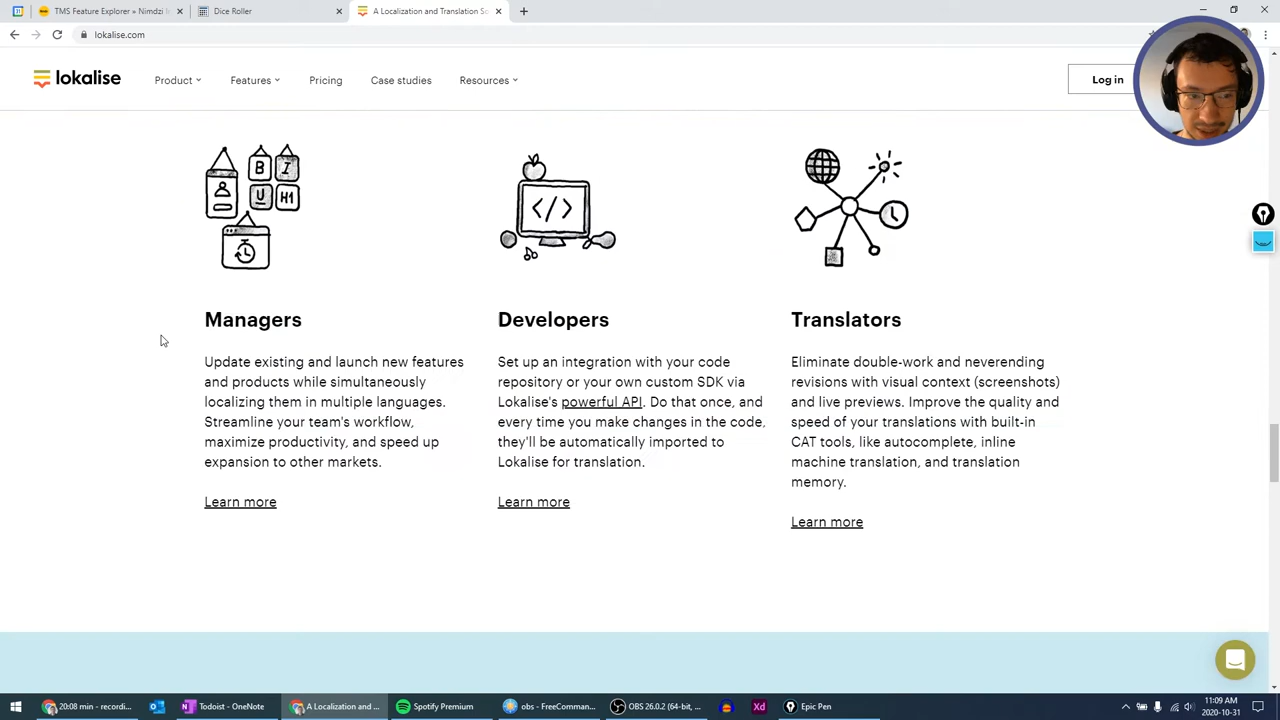 TMS Feature Explorer » Nimdzi In
Dice Roller
A Localization and Translation So
lokalise.com
lokalise
Product
Features
Pricing
Case studies
Resources
Log in
B
I
U
H1
</>
Managers
Update existing and launch new features
and products while simultaneously
localizing them in multiple languages.
Streamline your team's workflow,
maximize productivity, and speed up
expansion to other markets.
Learn more
Developers
Set up an integration with your code
repository or your own custom SDK via
Lokalise's powerful API. Do that once, and
every time you make changes in the code,
they'll be automatically imported to
Lokalise for translation.
Learn more
Translators
Eliminate double-work and neverending
revisions with visual context (screenshots)
and live previews. Improve the quality and
speed of your translations with built-in
CAT tools, like autocomplete, inline
machine translation, and translation
memory.
Learn more
20:08 min - recordi...
Todoist - OneNote
A Localization and ...
Spotify Premium
obs - FreeComman...
OBS 26.0.2 (64-bit, ...
Xd
Epic Pen
11:09 AM
2020-10-31